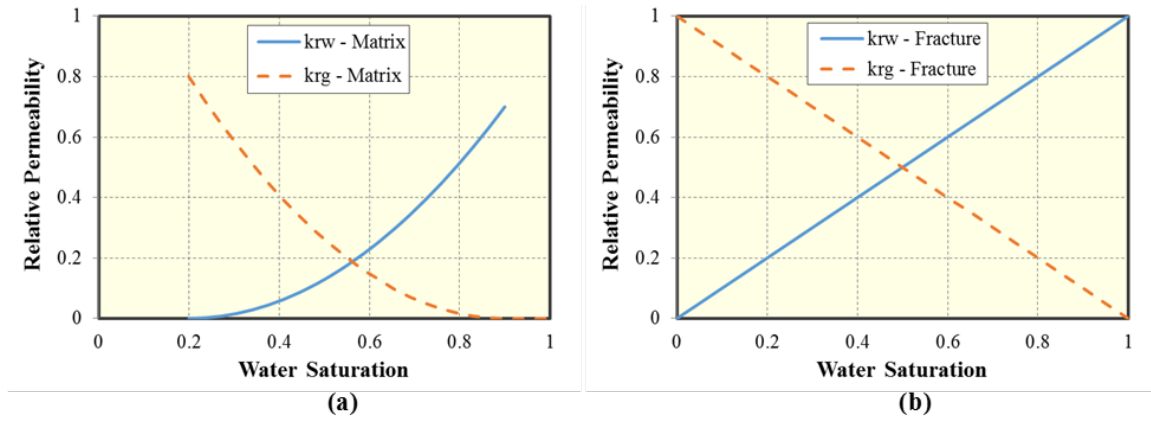 1
0.8
0.6
0.4
0.2
0
Relative Permeability
krw - Matrix
krg - Matrix
0 0.2 0.4 0.6 0.8 1
Water Saturation
(a)
1
0.8
0.6
0.4
0.2
0
Relative Permeability
krw - Fracture
krg - Fracture
0 0.2 0.4 0.6 0.8 1
Water Saturation
(b)